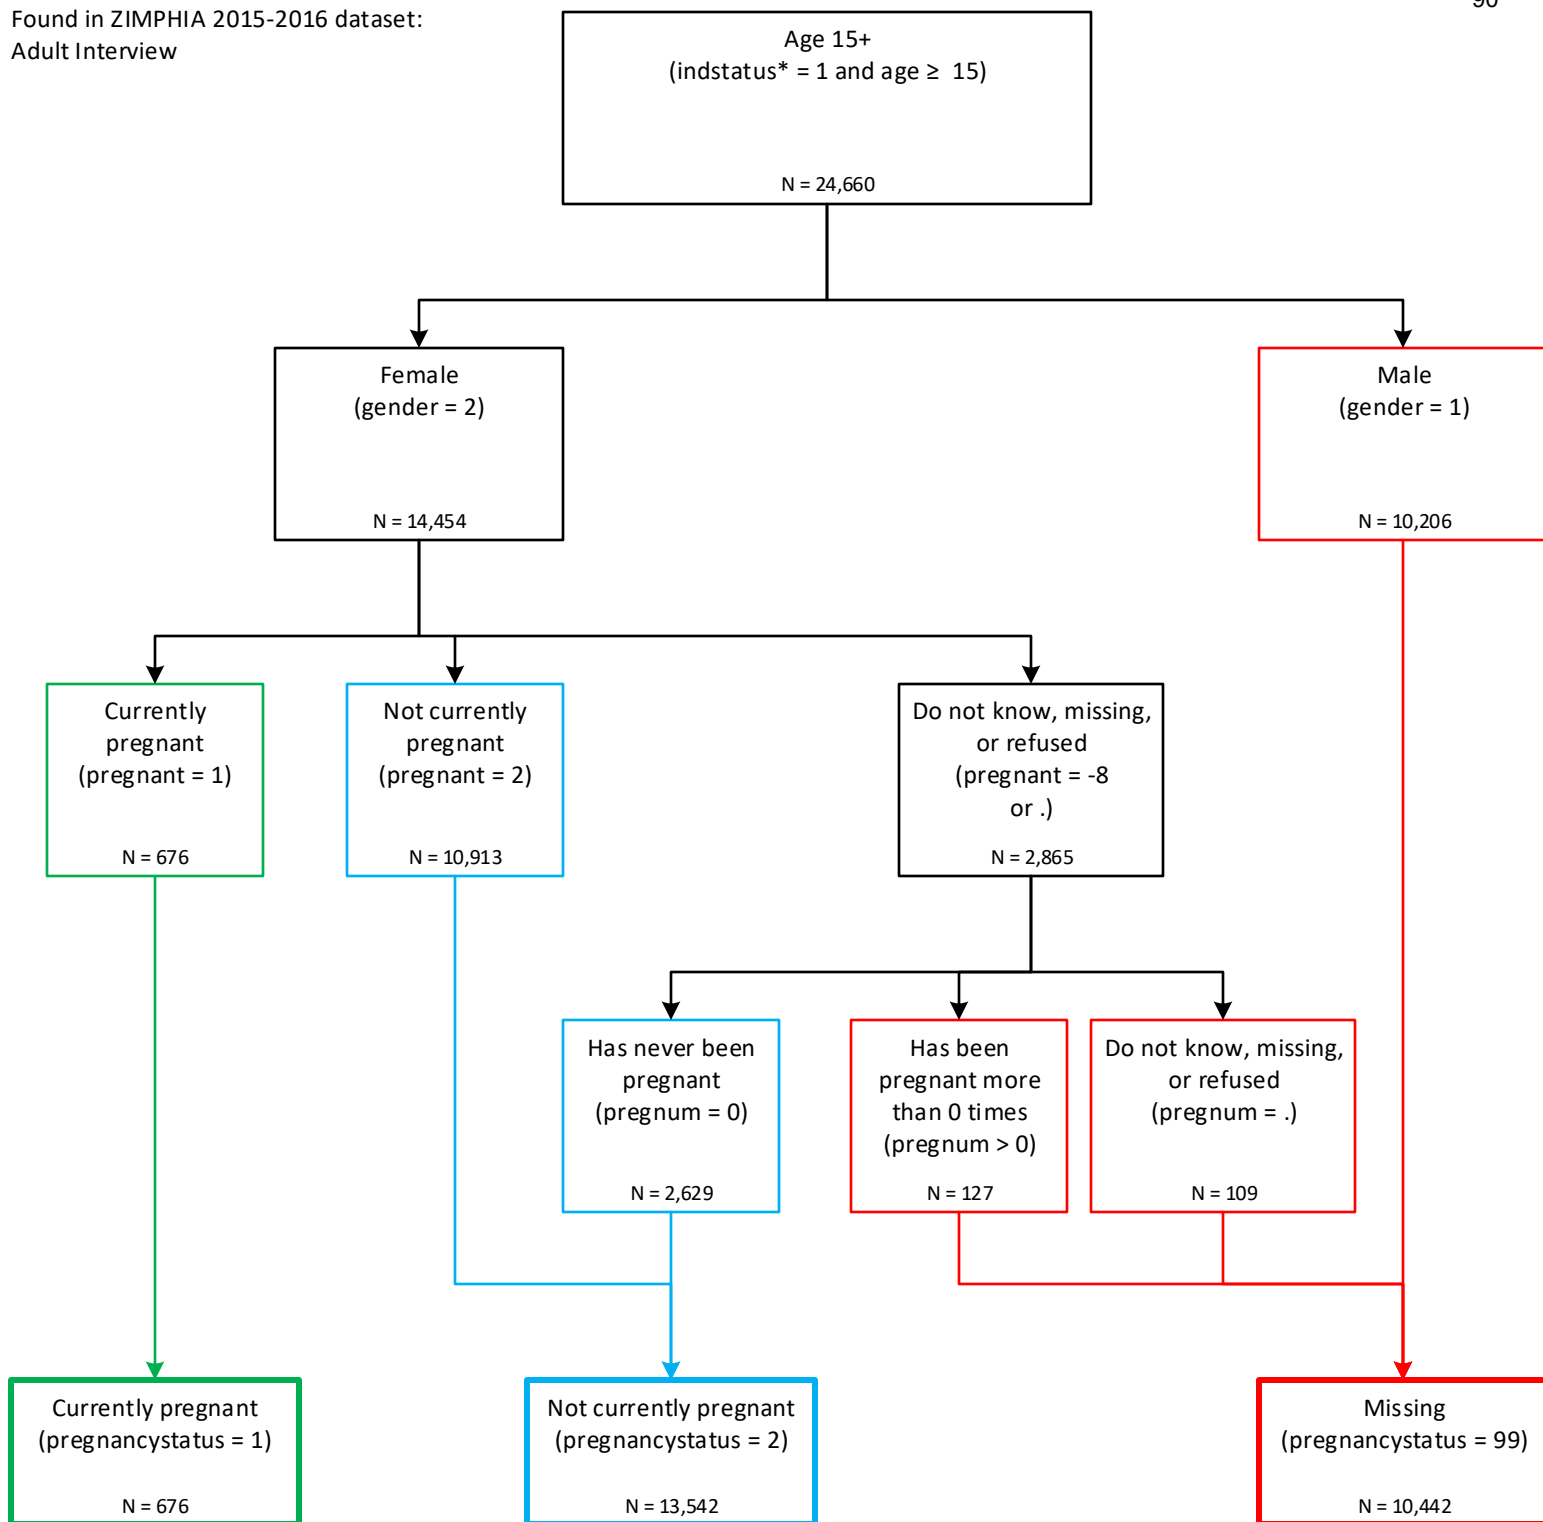 Found in ZIMPHIA 2015-2016 dataset:
Adult Interview
90
Age 15+
(indstatus* = 1 and age ≥ 15)
N = 24,660
Female
(gender = 2)
N = 14,454
Male
(gender = 1)
N = 10,206
Currently
pregnant
(pregnant = 1)
N = 676
Not currently
pregnant
(pregnant = 2)
N = 10,913
Do not know, missing,
or refused
(pregnant = -8
or .)
N = 2,865
Has never been
pregnant
(pregnum = 0)
N = 2,629
Has been
pregnant more
than 0 times
(pregnum > 0)
N = 127
Do not know, missing,
or refused
(pregnum = .)
N = 109
Currently pregnant
(pregnancystatus = 1)
N = 676
Not currently pregnant
(pregnancystatus = 2)
N = 13,542
Missing
(pregnancystatus = 99)
N = 10,442